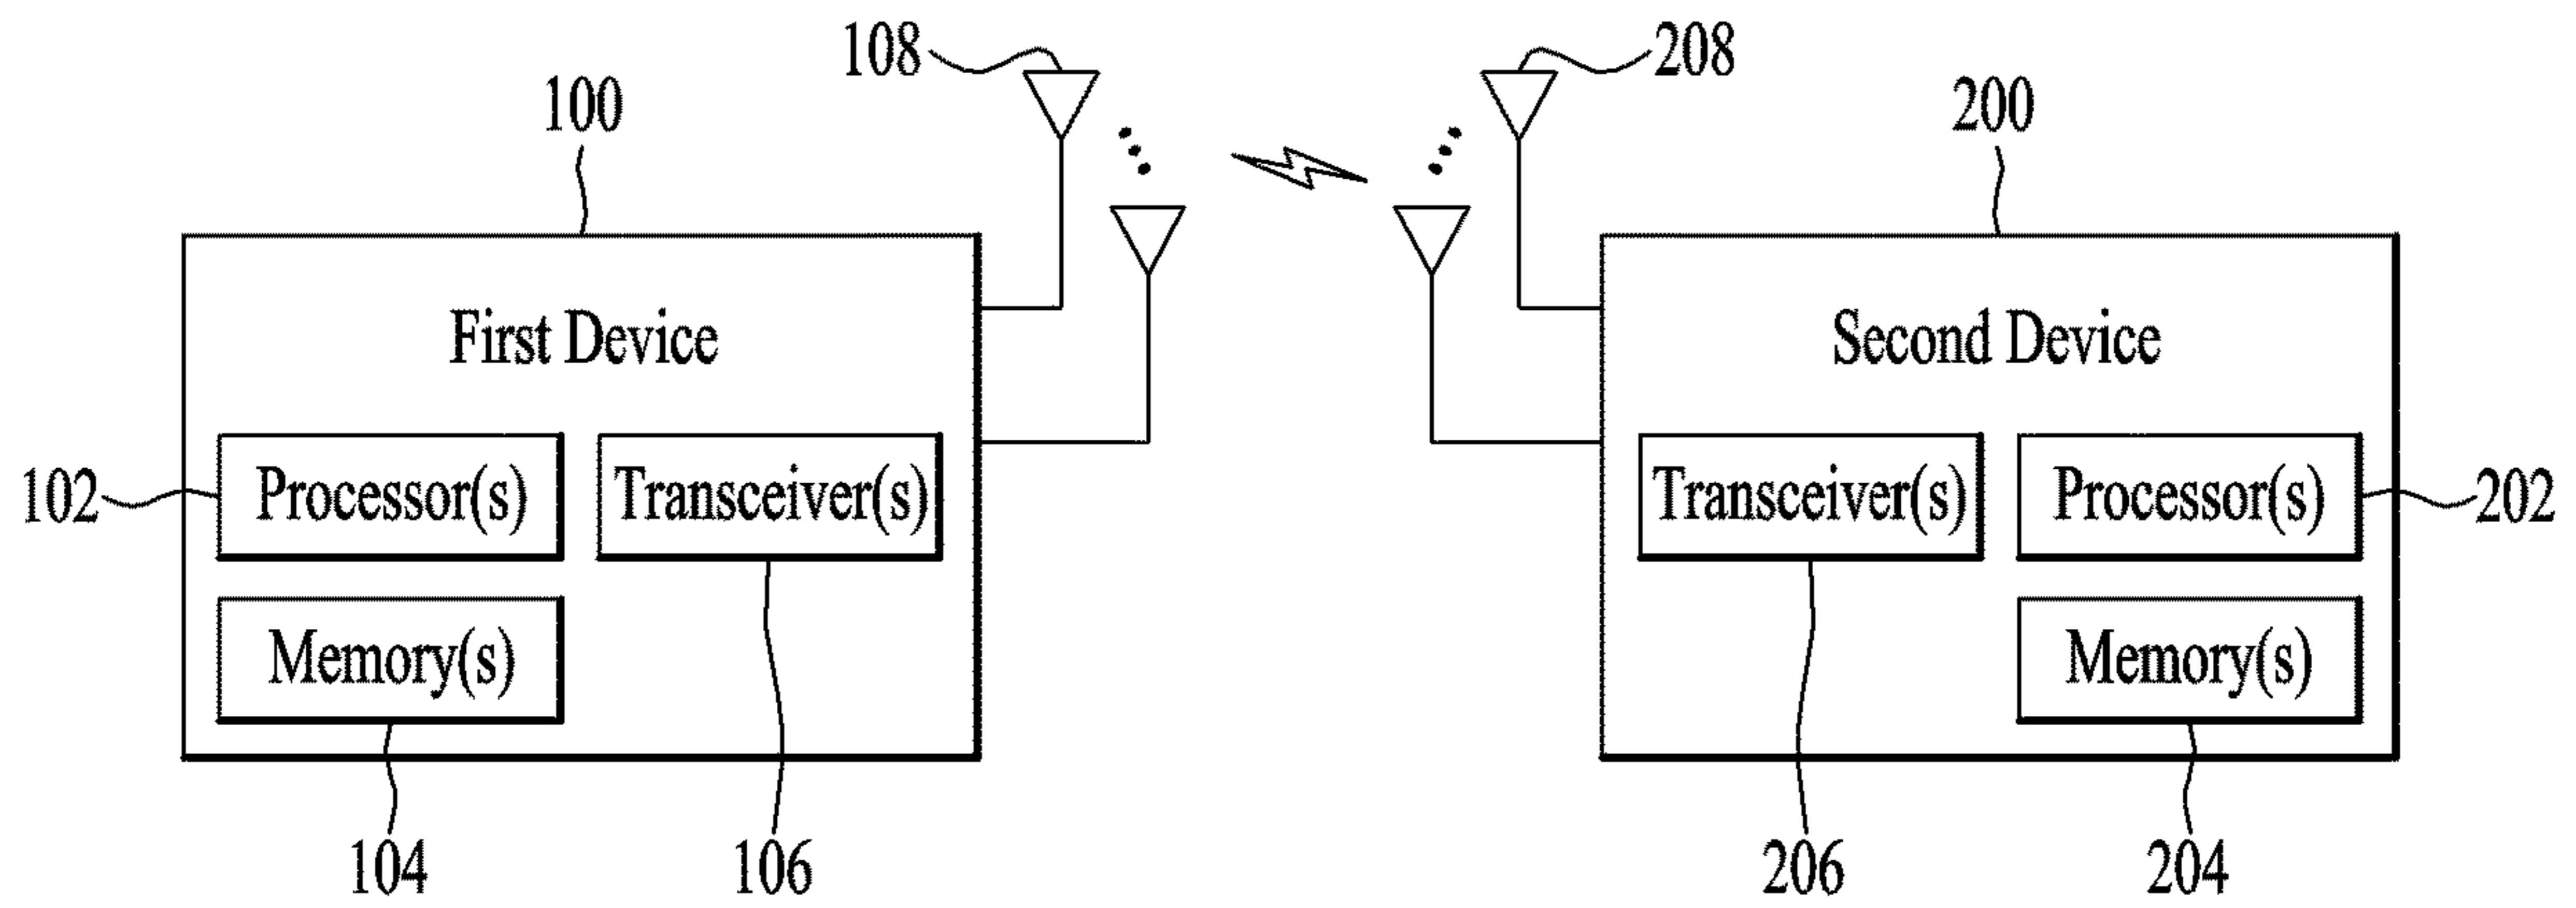 108 208
100 200
First Device Second Device
102 Processor(s) Transceiver(s) Transceiver(s) Processor(s) 202
Memory(s) Memory(s)
104 106 206 204